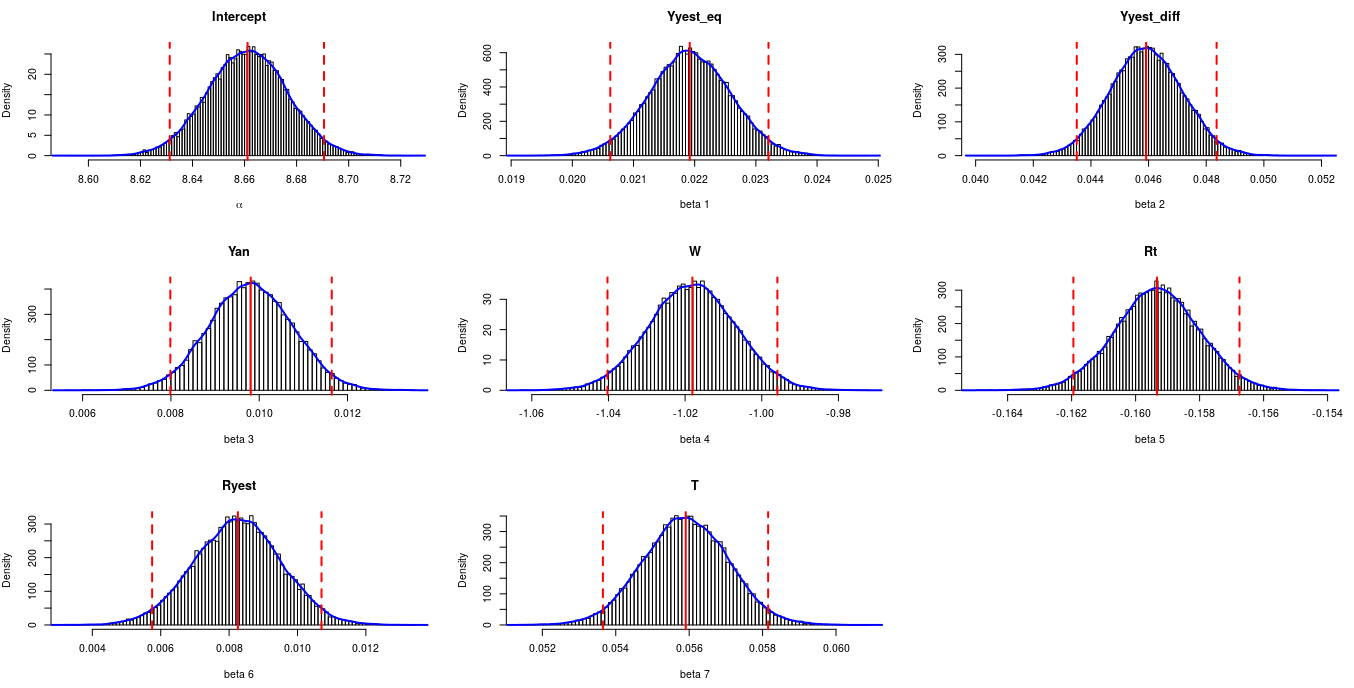 Intercept
Density
0 5 10 20
8.60 8.62 8.64 8.66 8.68 8.70 8.72
α
Yyest_eq
Density
0 200 400 600
0.019 0.020 0.021 0.022 0.023 0.024 0.025
beta 1
Yyest_diff
Density
0 100 200 300
0.040 0.042 0.044 0.046 0.048 0.050 0.052
beta 2
Yan
Density
0 100 300
0.006 0.008 0.010 0.012
beta 3
W
Density
0 10 20 30
-1.06 -1.04 -1.02 -1.00 -0.98
beta 4
Rt
Density
0 100 200 300
-0.164 -0.162 -0.160 -0.158 -0.156 -0.154
beta 5
Ryest
Density
0 100 200 300
0.004 0.006 0.008 0.010 0.012
beta 6
T
Density
0 100 200 300
0.052 0.054 0.056 0.058 0.060
beta 7